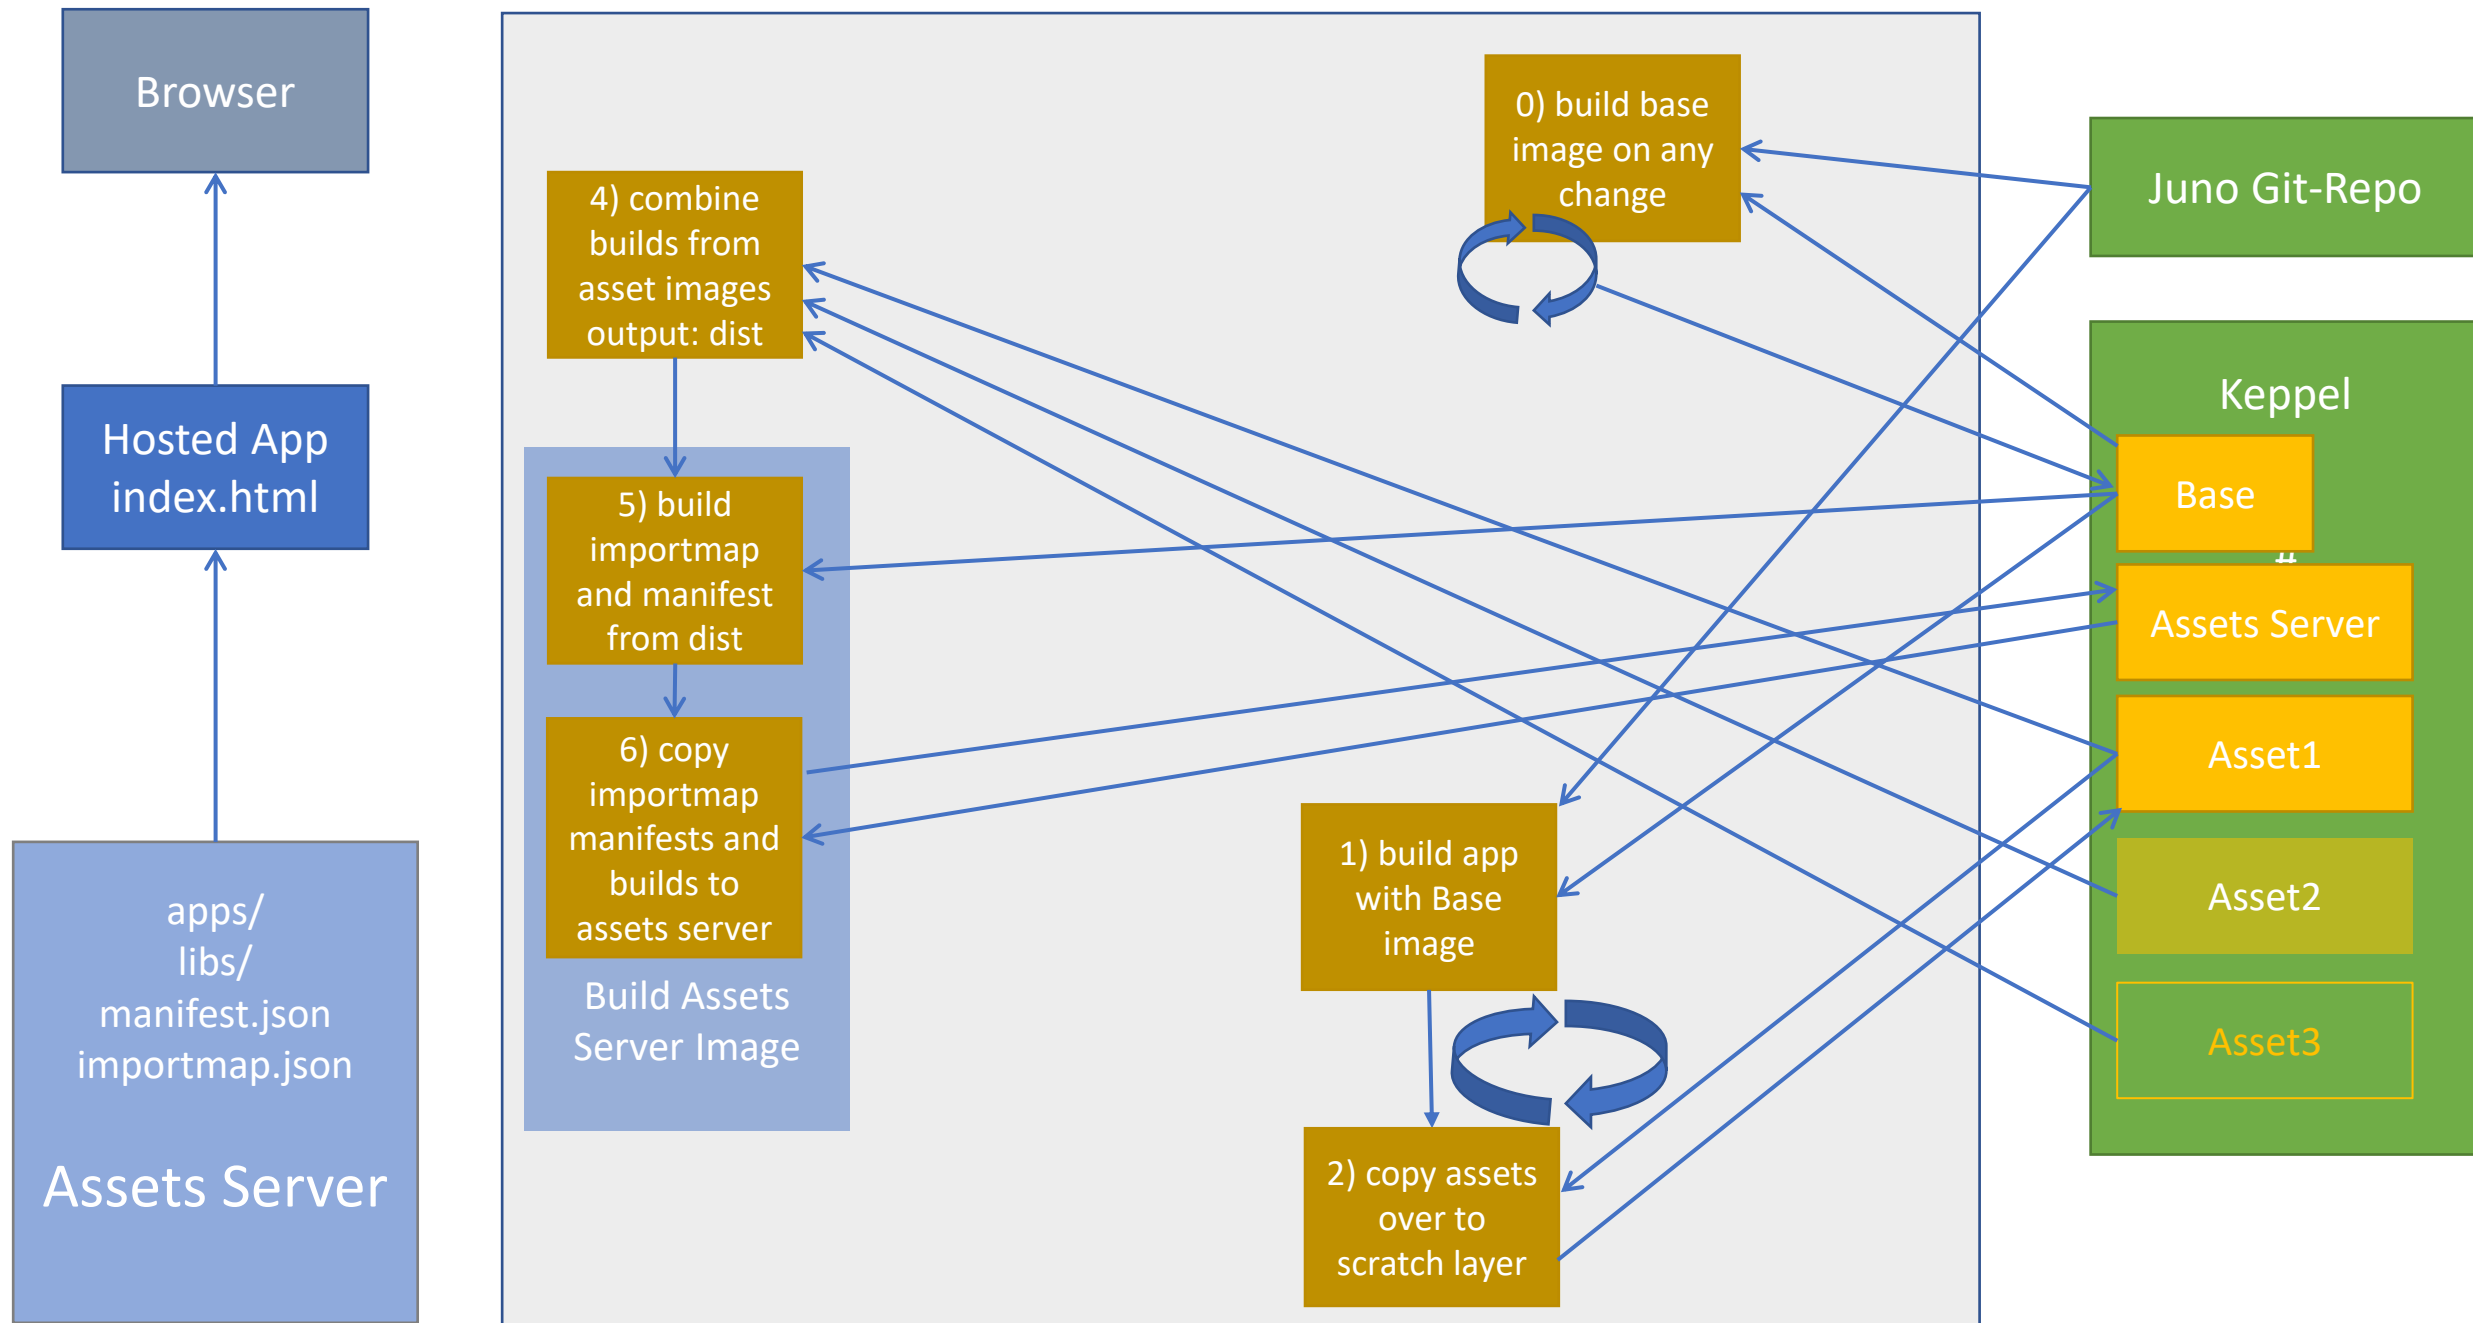 Browser
Hosted App
index.html
apps/
libs/
manifest.json
importmap.json
Assets Server
4) combine
builds from
asset images
output: dist
5) build
importmap
and manifest
from dist
6) copy
importmap
manifests and
builds to
assets server
Build Assets
Server Image
0) build base
image on any
change
1) build app
with Base
image
2) copy assets
over to
scratch layer
Juno Git-Repo
Keppel
Base
#
Assets Server
Asset1
Asset2
Asset3